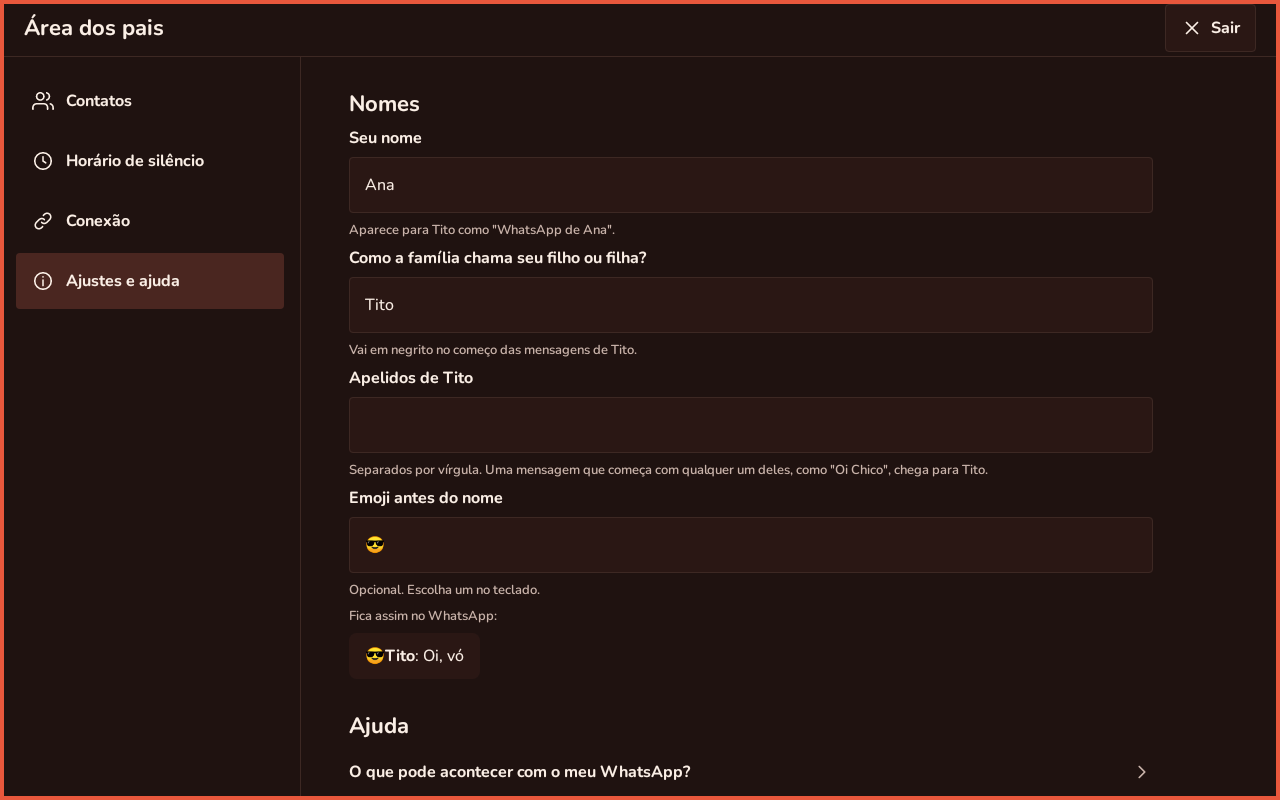 Área dos pais
Sair
Contatos
Horário de silêncio
Conexão
Ajustes e ajuda
Nomes
Seu nome
Ana
Aparece para Tito como "WhatsApp de Ana".
Como a família chama seu filho ou filha?
Tito
Vai em negrito no começo das mensagens de Tito.
Apelidos de Tito
Separados por vírgula. Uma mensagem que começa com qualquer um deles, como "Oi Chico", chega para Tito.
Emoji antes do nome
😎
Opcional. Escolha um no teclado.
Fica assim no WhatsApp:
😎Tito: Oi, vó
Ajuda
O que pode acontecer com o meu WhatsApp?